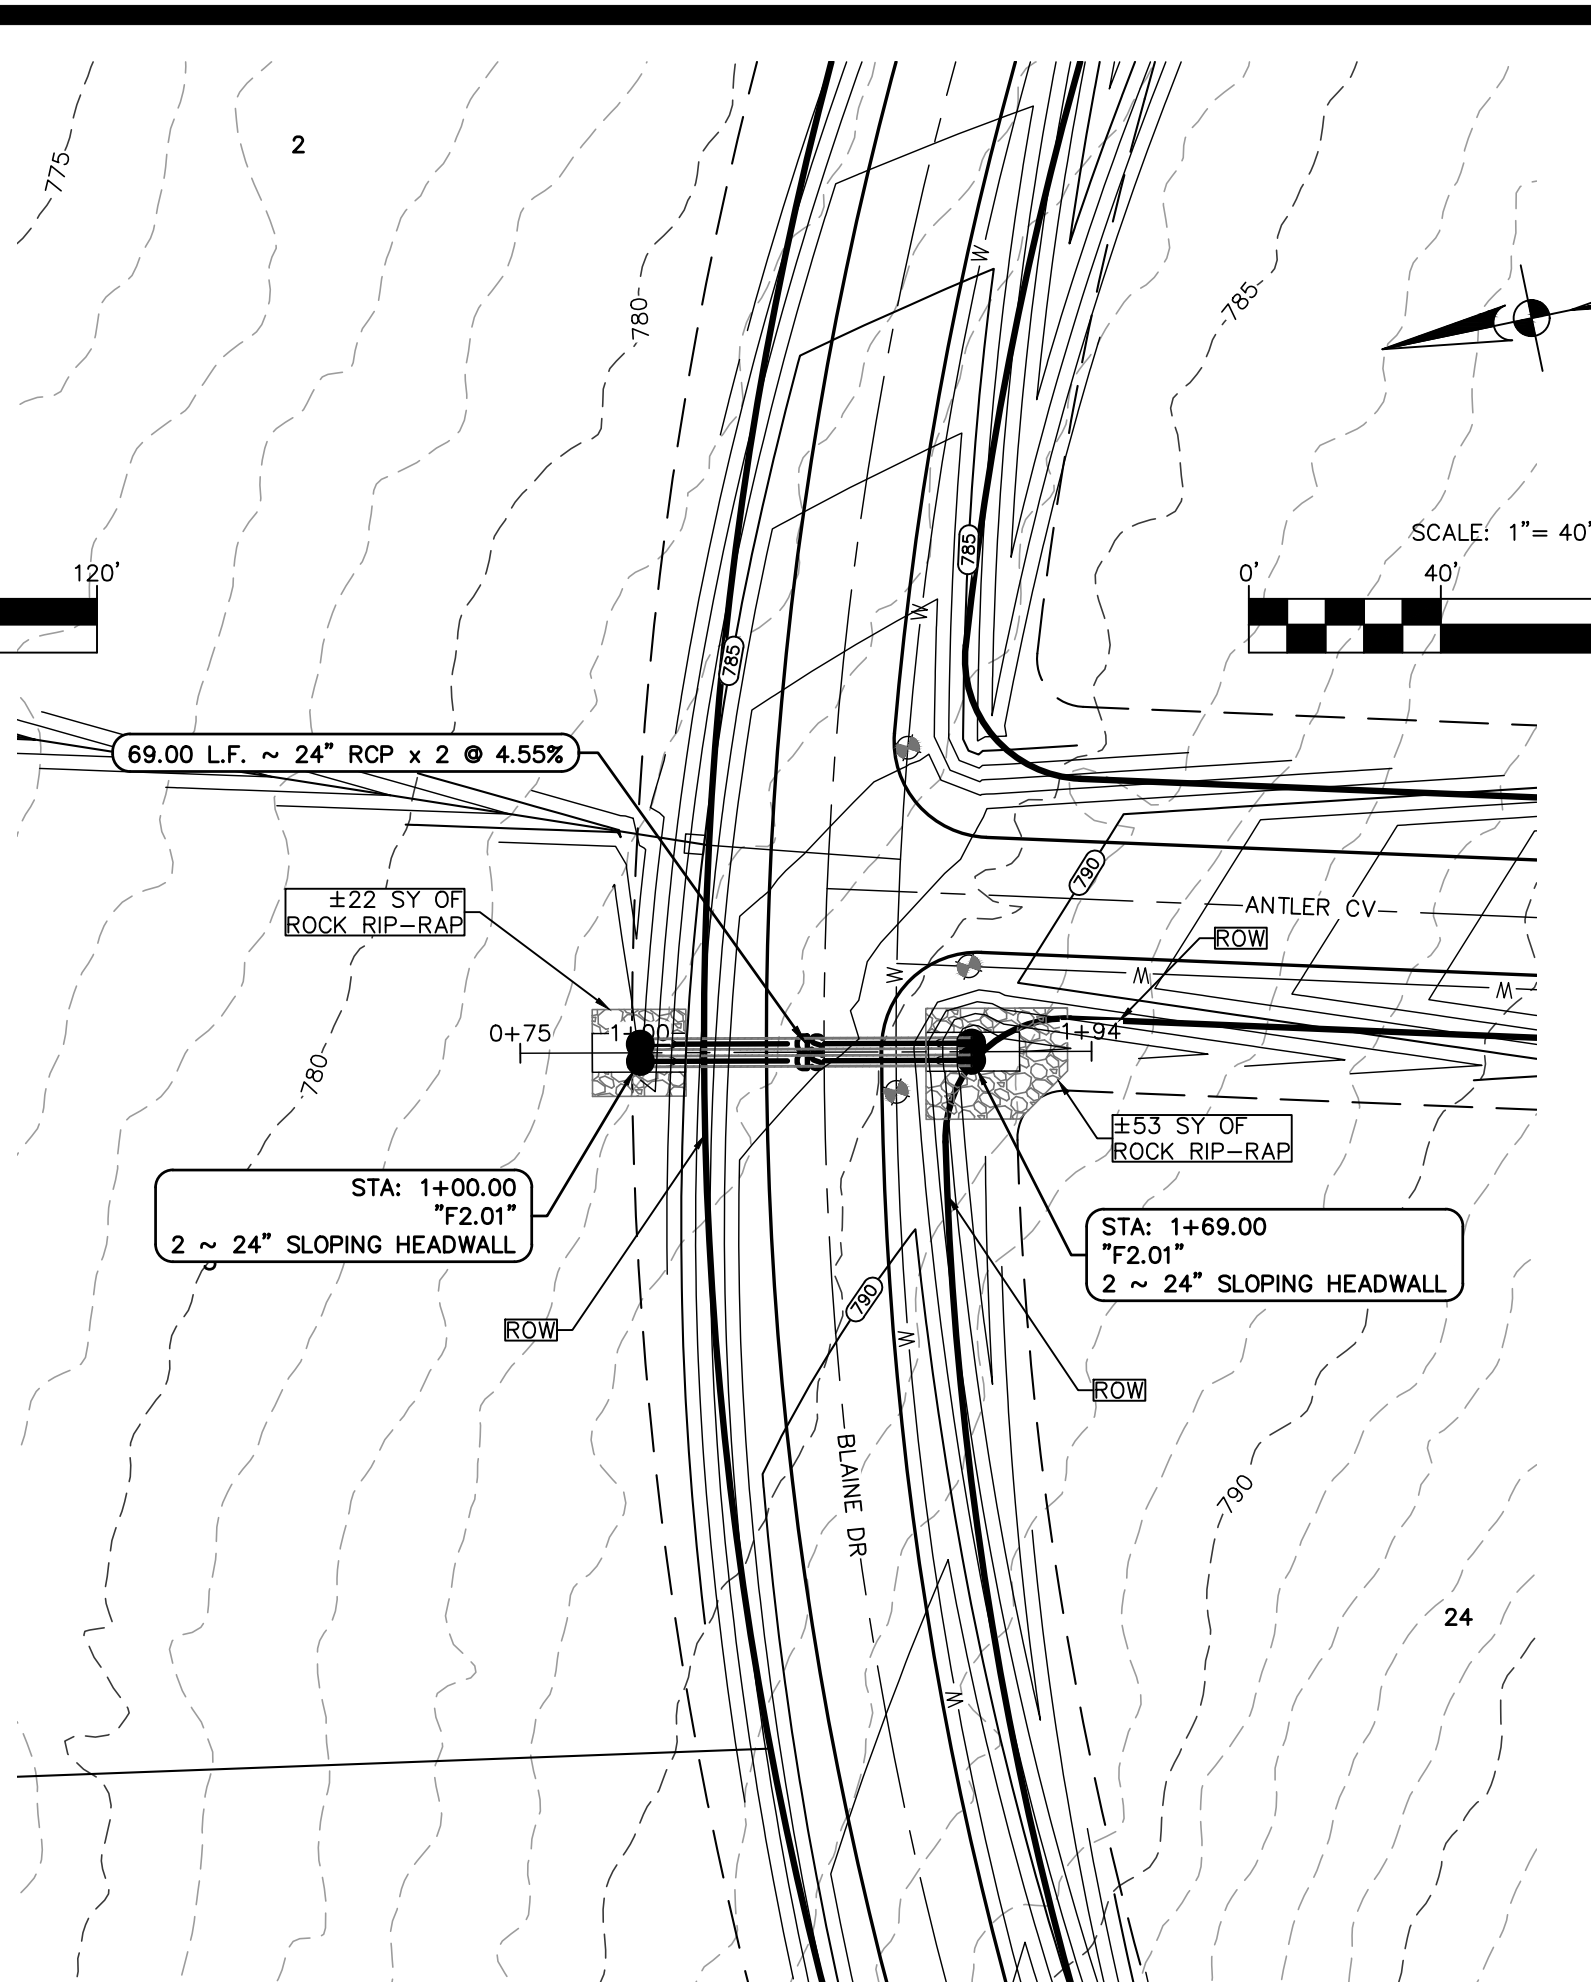 775
2
780
W
785
SCALE: 1"= 40'
120'
0'
40'
785
W
785
69.00 L.F. ~ 24" RCP x 2 @ 4.55%
790
±22 SY OF
ROCK RIP-RAP
ANTLER CV
ROW
W
W
W
0+75
1+00
1+94
780
±53 SY OF
ROCK RIP-RAP
STA: 1+00.00
"F2.01"
2 ~ 24" SLOPING HEADWALL
STA: 1+69.00
"F2.01"
2 ~ 24" SLOPING HEADWALL
790
ROW
W
ROW
BLAINE DR
790
24
W